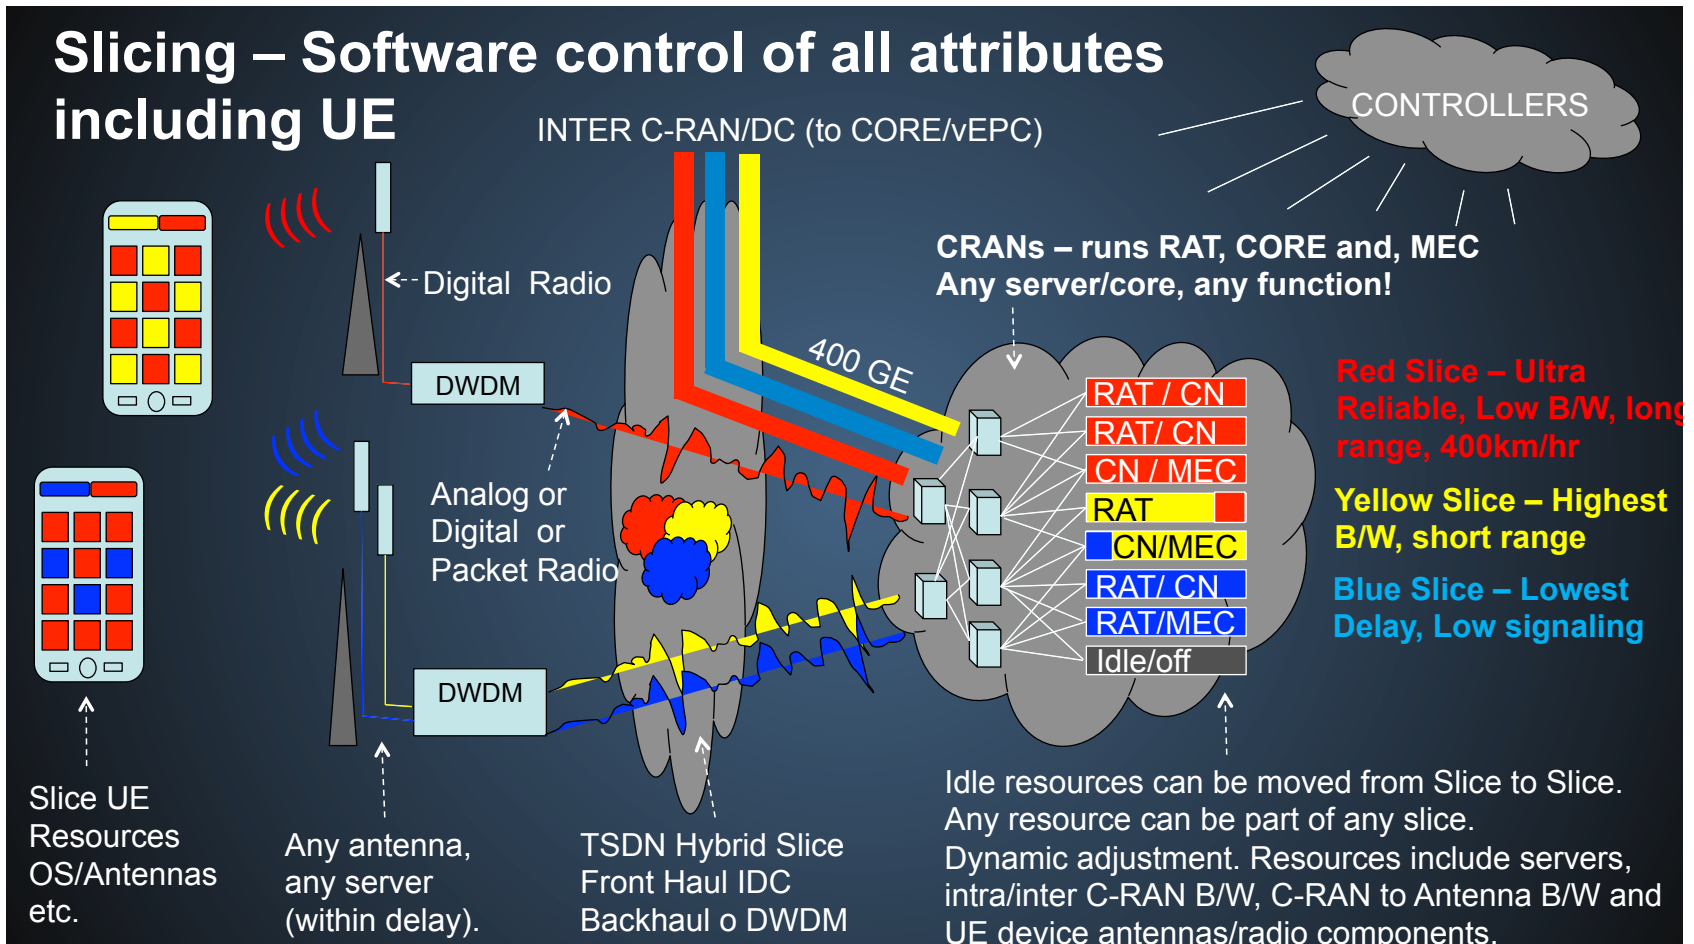 Slicing – Software control of all attributes
including UE
INTER C-RAN/DC (to CORE/vEPC)
CONTROLLERS
CRANs – runs RAT, CORE and, MEC
Any server/core, any function!
Digital Radio
DWDM
400 GE
Analog or
Digital or
Packet Radio
RAT / CN
RAT/ CN
CN / MEC
RAT
CN/MEC
RAT/ CN
RAT/MEC
Idle/off
Red Slice – Ultra
Reliable, Low B/W, long
range, 400km/hr
Yellow Slice – Highest
B/W, short range
Blue Slice – Lowest
Delay, Low signaling
DWDM
Slice UE
Resources
OS/Antennas
etc.
Any antenna,
any server
(within delay).
TSDN Hybrid Slice
Front Haul IDC
Backhaul o DWDM
Idle resources can be moved from Slice to Slice.
Any resource can be part of any slice.
Dynamic adjustment. Resources include servers,
intra/inter C-RAN B/W, C-RAN to Antenna B/W and
UE device antennas/radio components.